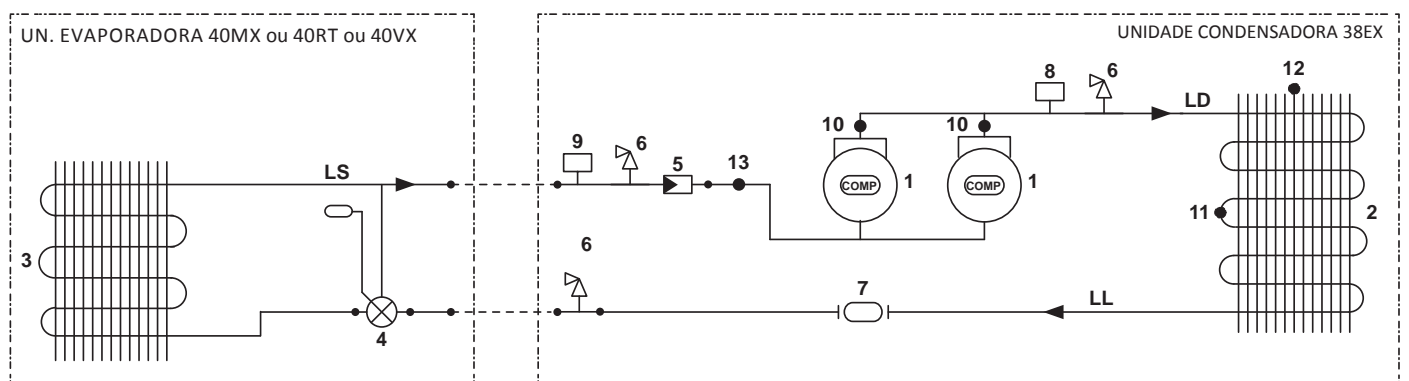 UN. EVAPORADORA 40MX ou 40RT ou 40VX
UNIDADE CONDENSADORA 38EX
8
6
12
LD
10
10
9
6
5
13
LS
COMP
1
COMP
1
11
2
3
6
7
LL
4